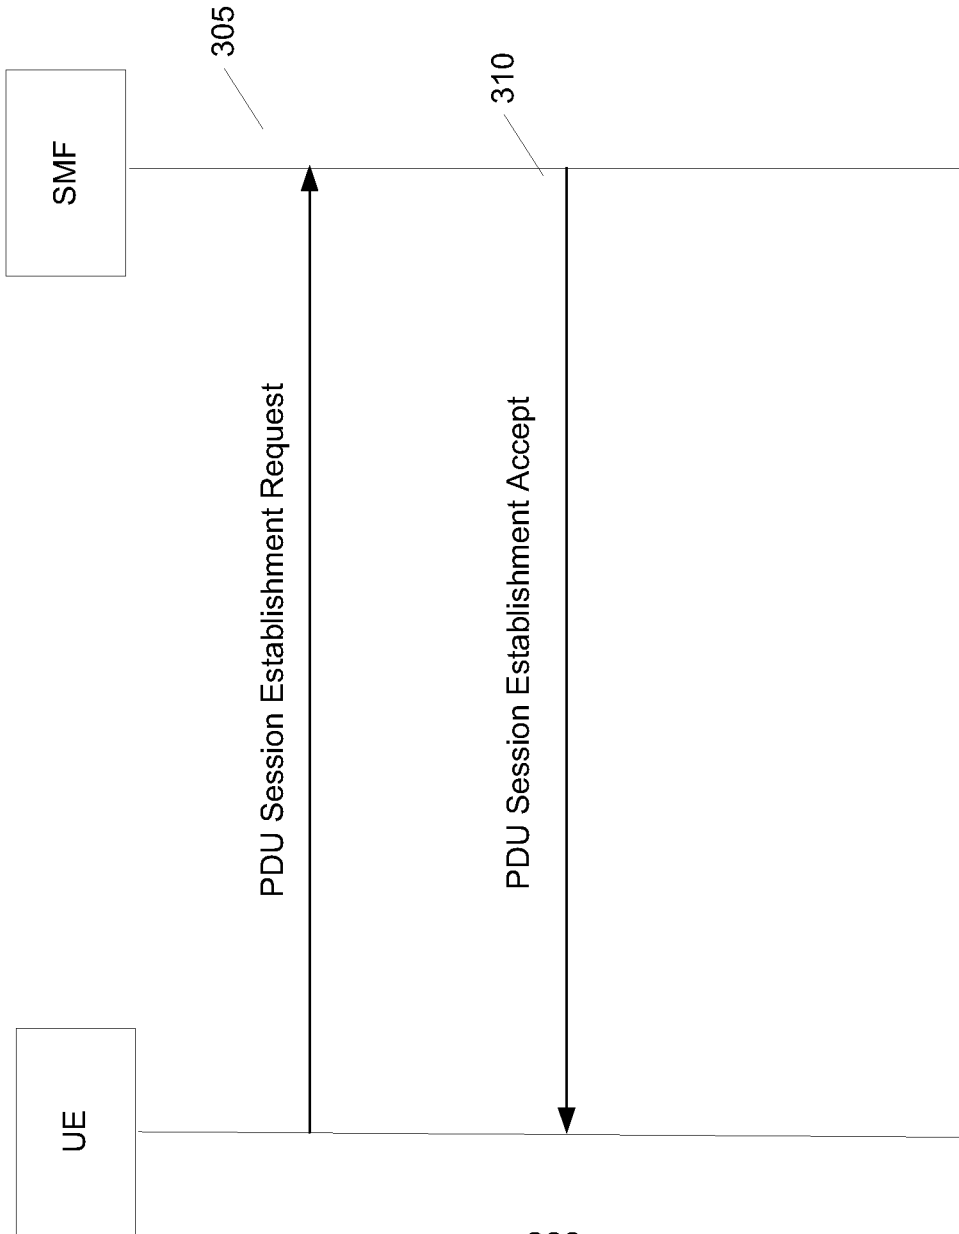 UE
SMF
305
PDU Session Establishment Request
310
PDU Session Establishment Accept